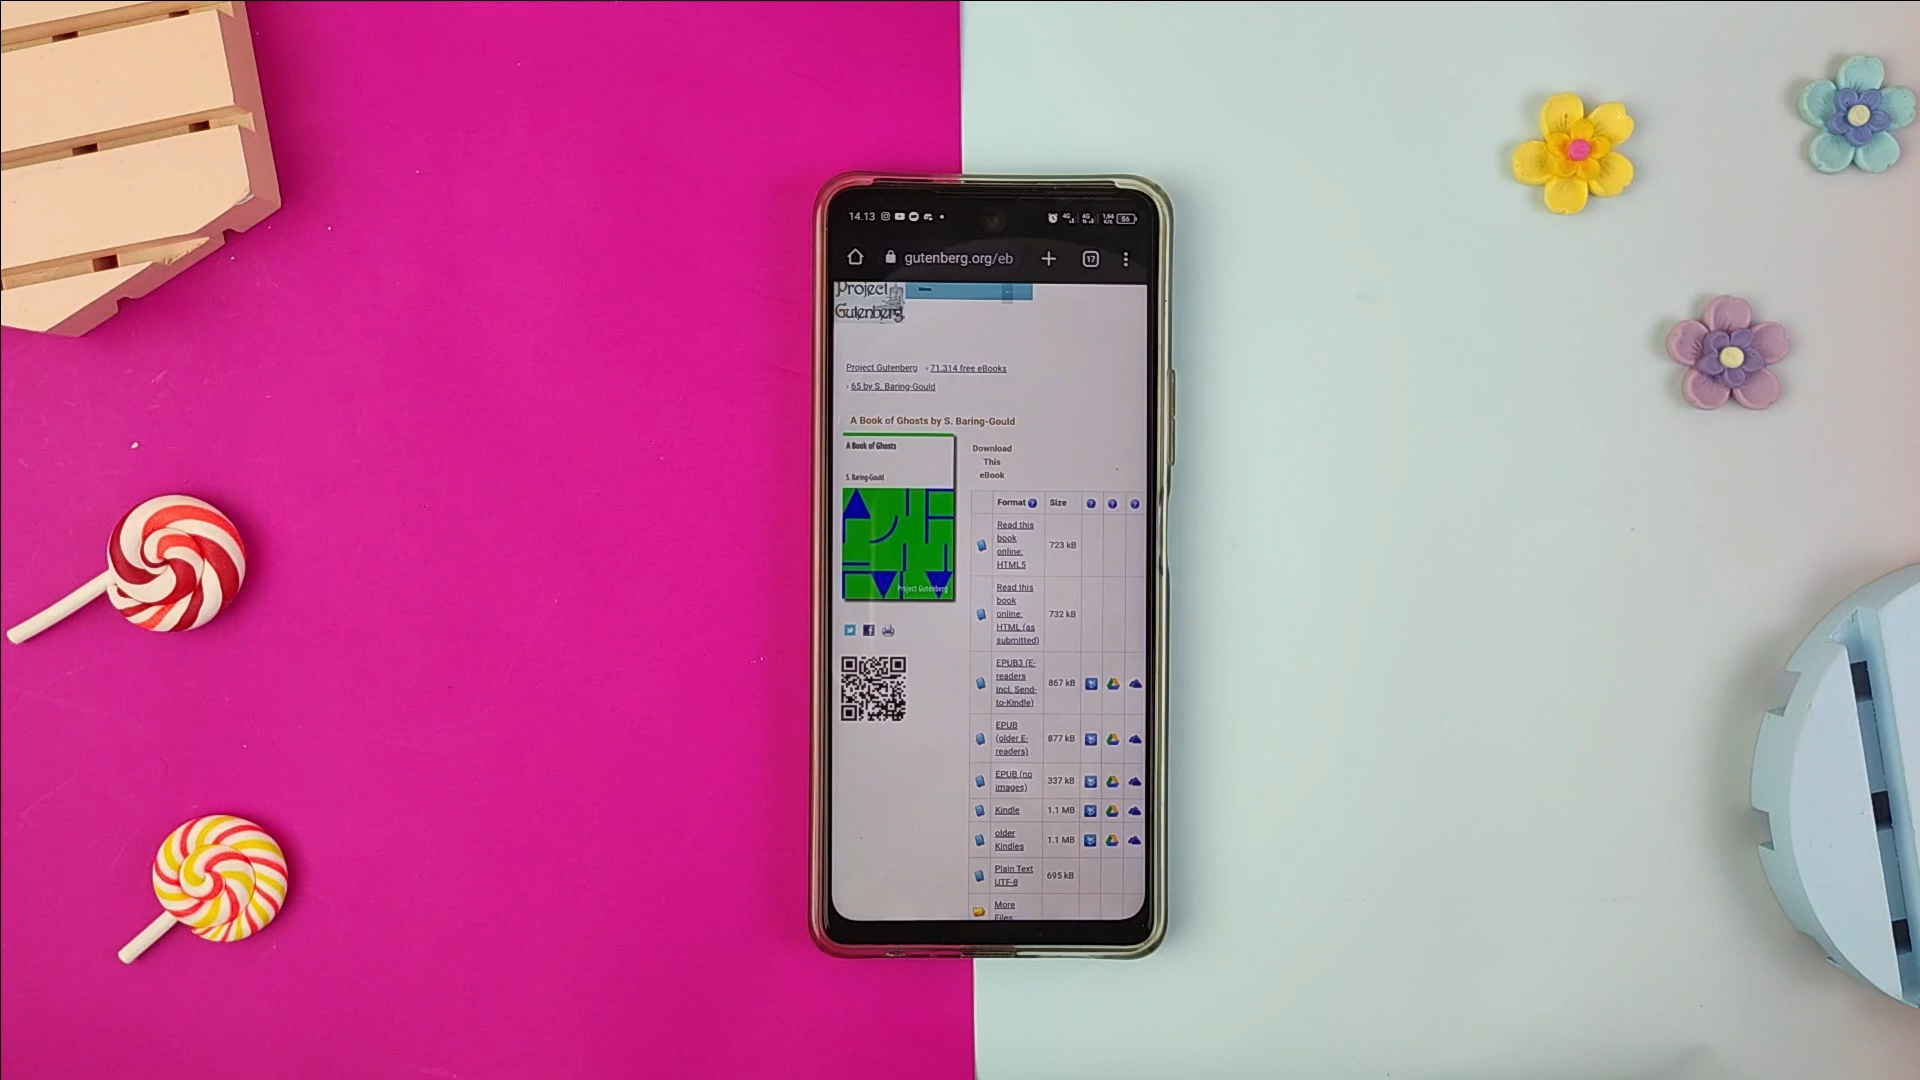 14.13
56
gutenberg.org/eb
17
Project
Gutenberg
Menu
Project Gutenberg › 71,314 free eBooks
› 65 by S. Baring-Gould
A Book of Ghosts by S. Baring-Gould
A Book of Ghosts
S. Baring-Gould
Project Gutenberg
Download
This
eBook
Format ? Size ? ? ?
Read this
book
online:
HTML5
723 kB
Read this
book
online:
HTML (as
submitted)
732 kB
EPUB3 (E-
readers
incl. Send-
to-Kindle)
867 kB
EPUB
(older E-
readers)
877 kB
EPUB (no
images)
337 kB
Kindle 1.1 MB
older
Kindles
1.1 MB
Plain Text
UTF-8
695 kB
More
Files